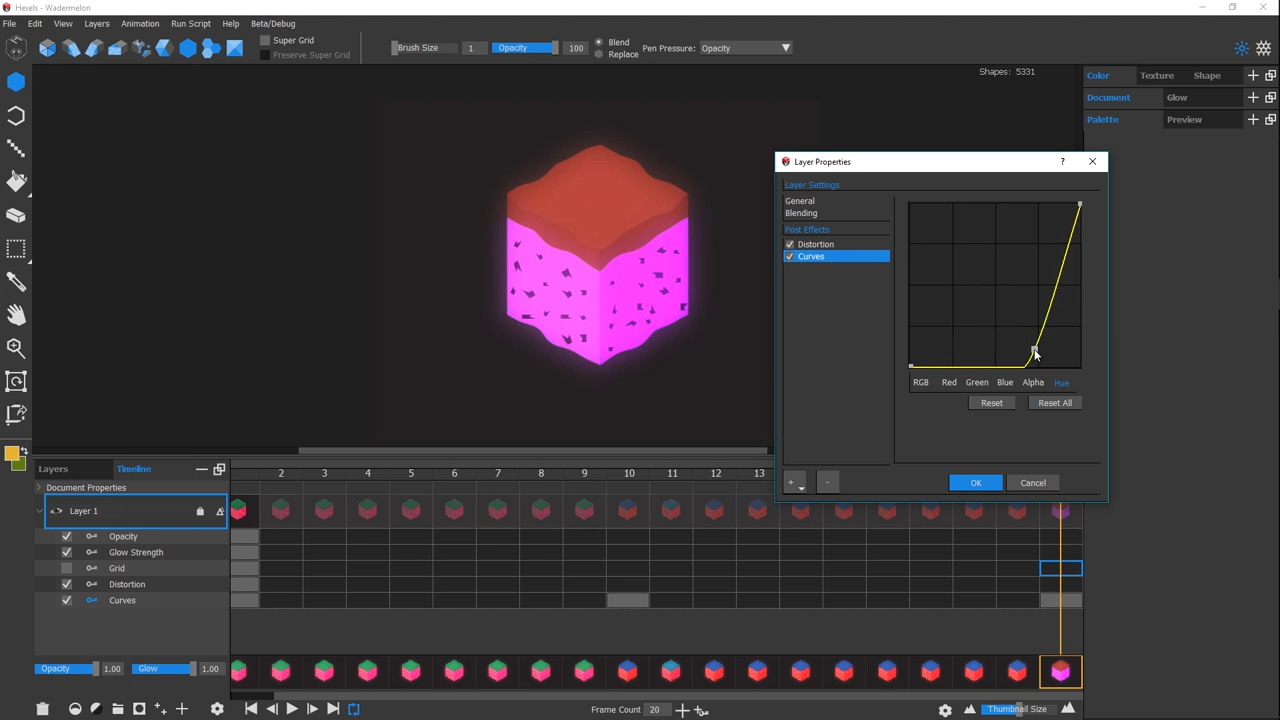 Hexels - Wadermelon
File Edit View Layers Animation Run Script Help Beta/Debug
Super Grid
Preserve Super Grid
Brush Size 1 Opacity 100 Blend Replace Pen Pressure: Opacity
Shapes: 5331
Color Texture Shape
Document Glow
Palette Preview
Layer Properties ?
Layer Settings
General
Blending
Post Effects
Distortion
Curves
RGB Red Green Blue Alpha Hue
Reset Reset All
+ - OK Cancel
Layers Timeline 2 3 4 5 6 7 8 9 10 11 12 13
Document Properties
Layer 1
Opacity
Glow Strength
Grid
Distortion
Curves
Opacity 1.00 Glow 1.00
Frame Count 20 Thumbnail Size